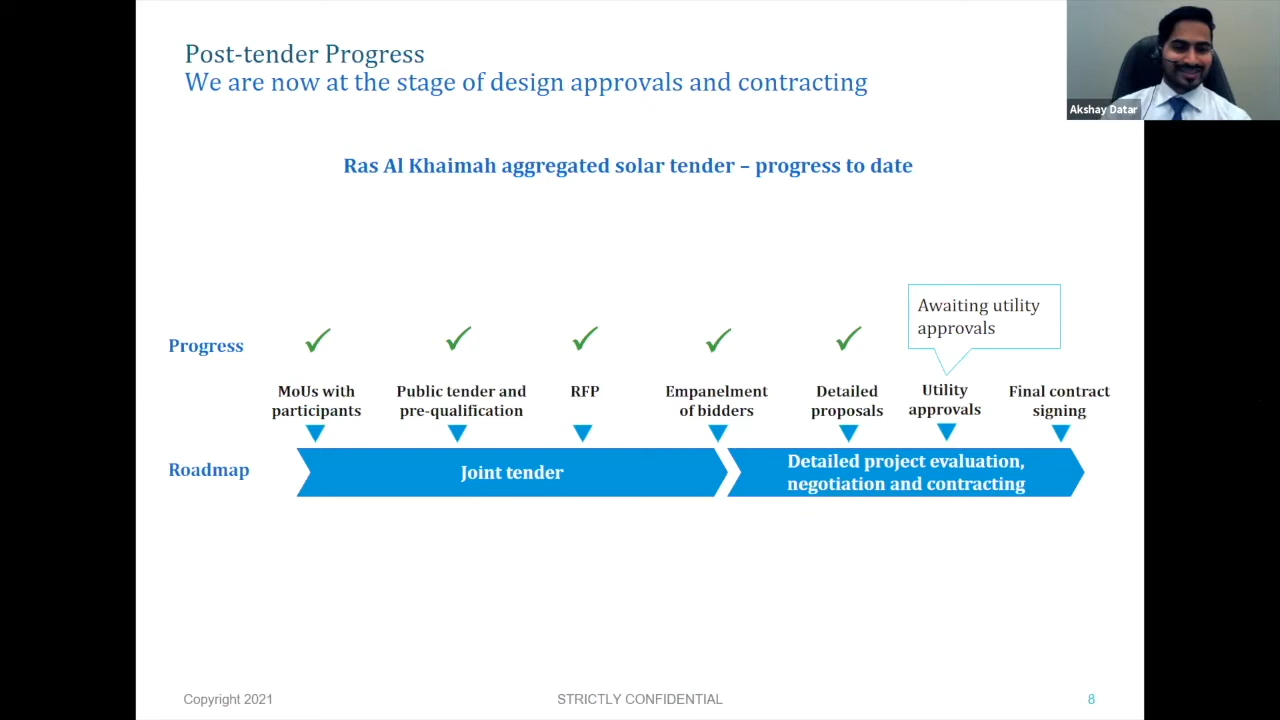 Post-tender Progress
We are now at the stage of design approvals and contracting
Akshay Datar
Ras Al Khaimah aggregated solar tender – progress to date
Awaiting utility
approvals
Progress
MoUs with
participants
Public tender and
pre-qualification
RFP
Empanelment
of bidders
Detailed
proposals
Utility
approvals
Final contract
signing
Roadmap
Joint tender
Detailed project evaluation,
negotiation and contracting
Copyright 2021
STRICTLY CONFIDENTIAL
8